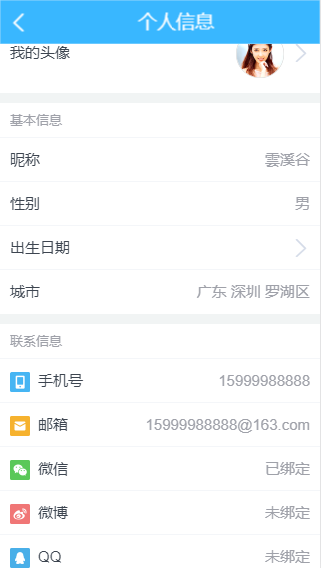 个人信息
我的头像
基本信息
昵称 雲溪谷
性别 男
出生日期
城市 广东 深圳 罗湖区
联系信息
手机号 15999988888
邮箱 15999988888@163.com
微信 已绑定
微博 未绑定
QQ 未绑定